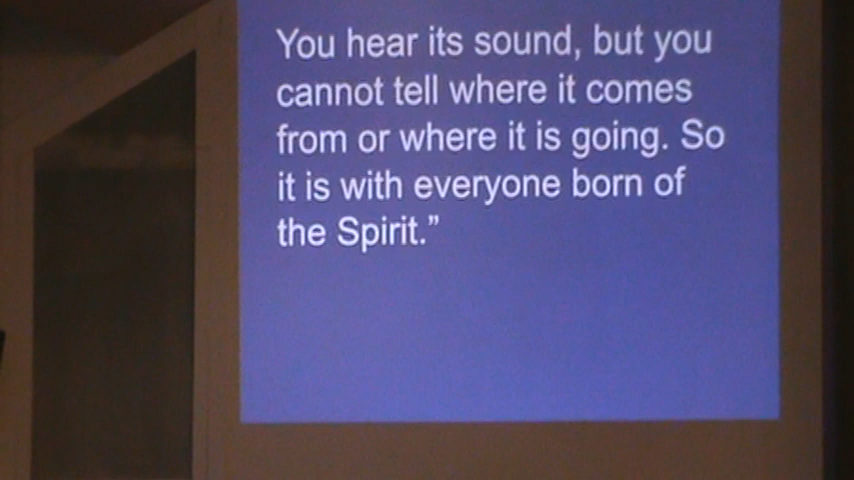 You hear its sound, but you
cannot tell where it comes
from or where it is going. So
it is with everyone born of
the Spirit.”